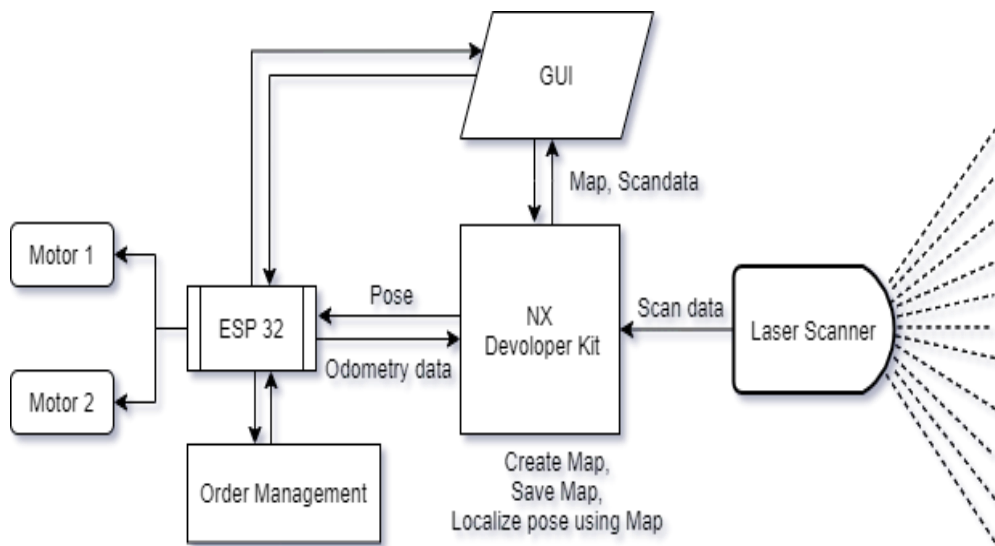 GUI
Map, Scandata
Motor 1
ESP 32
Pose
NX
Devoloper Kit
Scan data
Laser Scanner
Odometry data
Motor 2
Order Management
Create Map,
Save Map,
Localize pose using Map